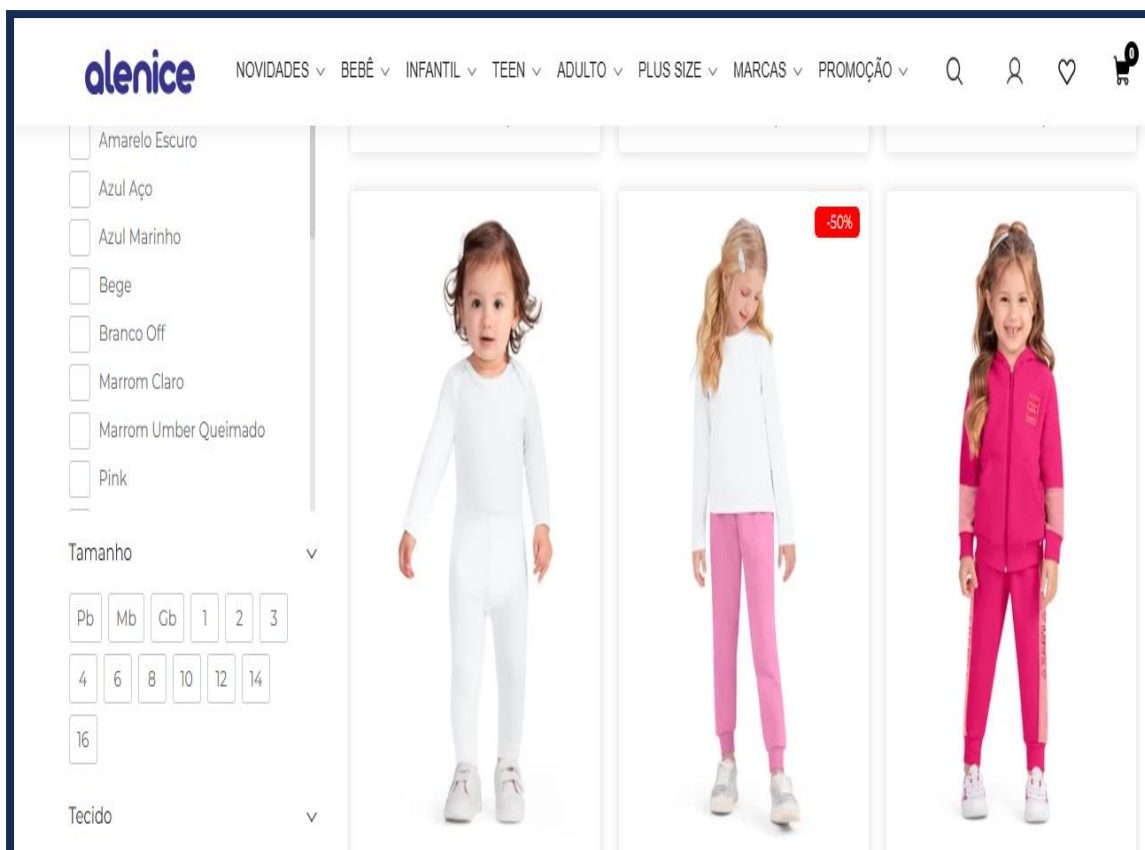 alenice NOVIDADES BEBÊ INFANTIL TEEN ADULTO PLUS SIZE MARCAS PROMOÇÃO 0
Amarelo Escuro
Azul Aço
Azul Marinho
Bege
Branco Off
Marrom Claro
Marrom Umber Queimado
Pink
Tamanho
Pb Mb Gb 1 2 3
4 6 8 10 12 14
16
Tecido
-50%